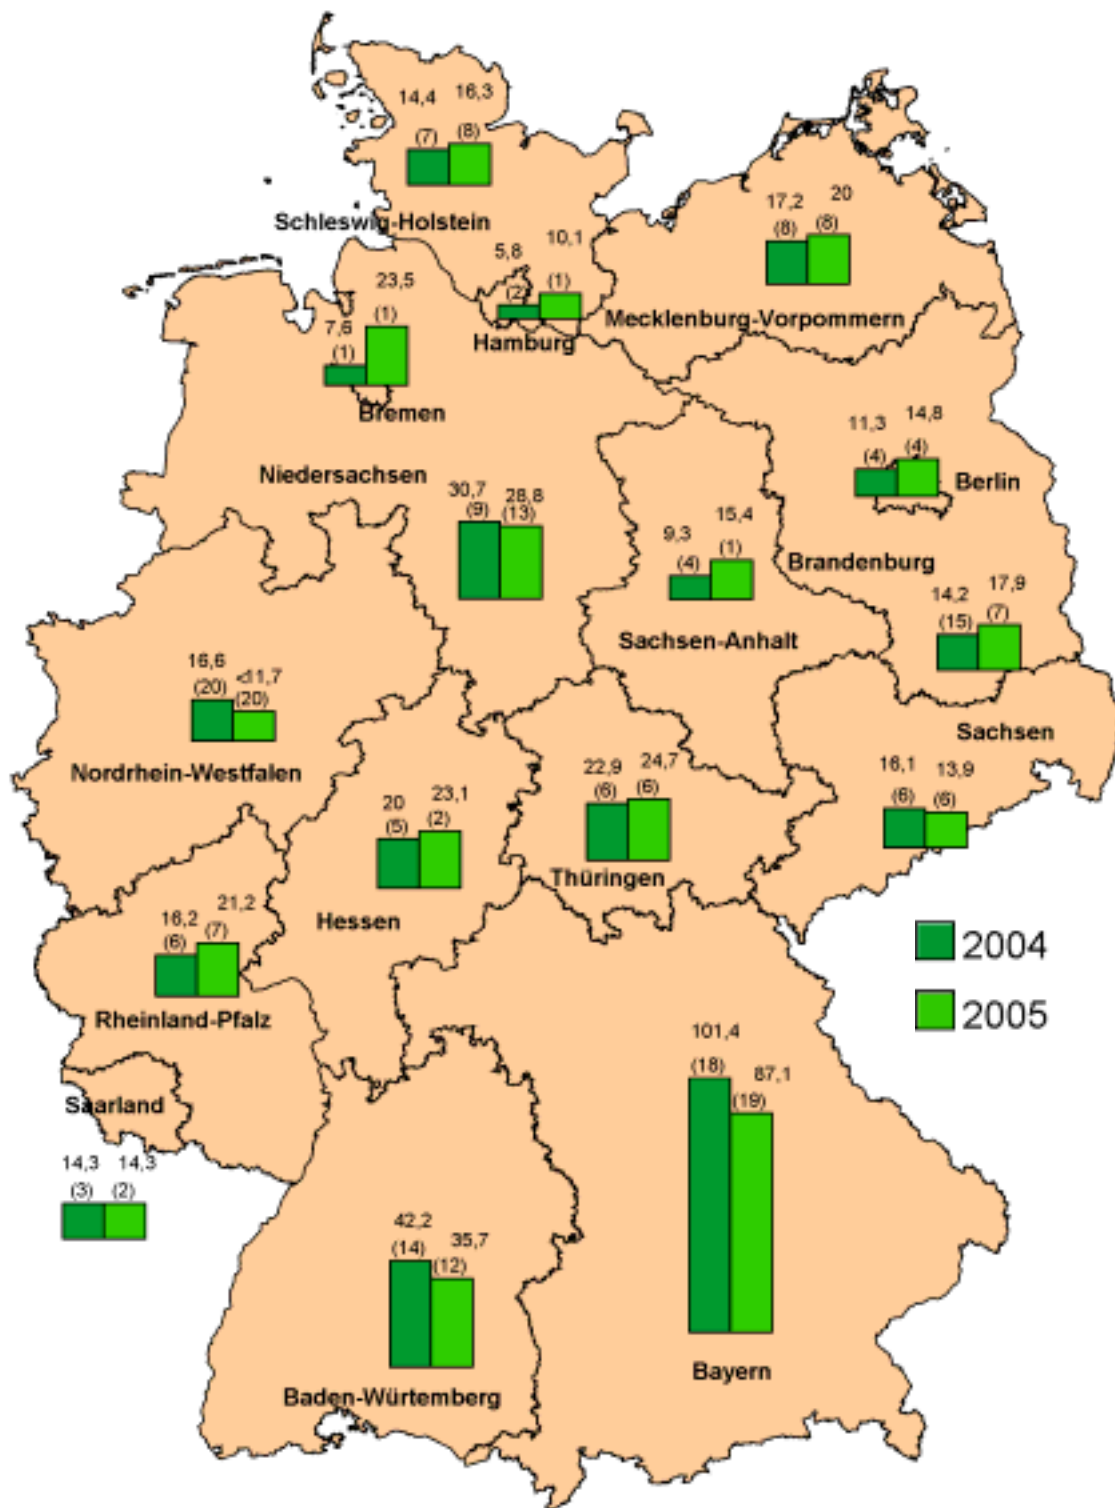 14,4 16,3
(7) (8)
Schleswig-Holstein
17,2 20
(8) (8)
Mecklenburg-Vorpommern
5,8 10,1
(2) (1)
Hamburg
7,6 23,5
(1) (1)
Bremen
Niedersachsen
30,7 28,8
(9) (13)
11,3 14,8
(4) (4)
Berlin
9,3 15,4
(4) (1)
Sachsen-Anhalt
Brandenburg
14,2 17,9
(15) (7)
16,6 <11,7
(20) (20)
Nordrhein-Westfalen
Sachsen
16,1 13,9
(6) (6)
20 23,1
(5) (2)
Hessen
22,9 24,7
(6) (6)
Thüringen
16,2 21,2
(6) (7)
Rheinland-Pfalz
2004
2005
Saarland
14,3 14,3
(3) (2)
101,4 87,1
(18) (19)
Bayern
42,2 35,7
(14) (12)
Baden-Würtemberg